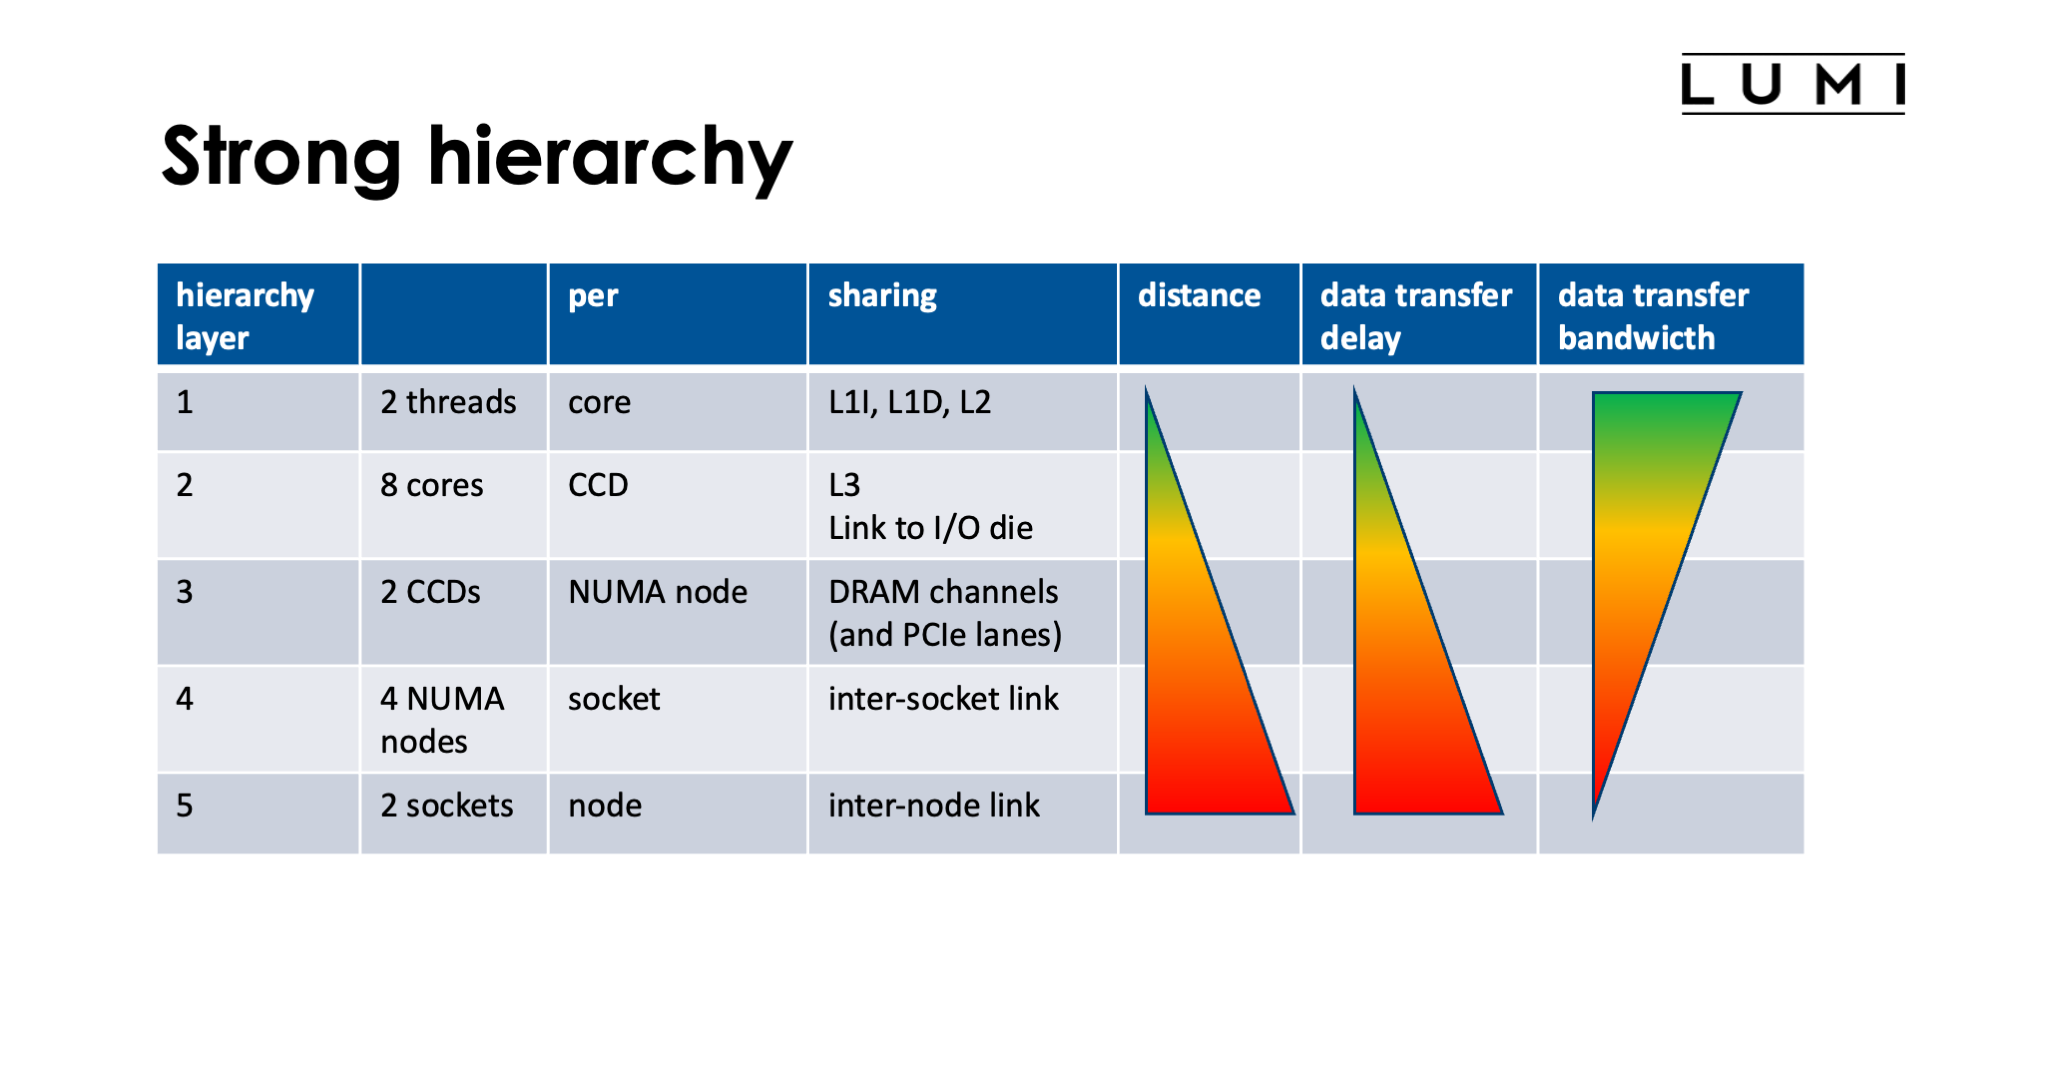 LUMI
Strong hierarchy
hierarchy layer | | per | sharing | distance | data transfer delay | data transfer bandwicth
1 | 2 threads | core | L1I, L1D, L2
2 | 8 cores | CCD | L3 Link to I/O die
3 | 2 CCDs | NUMA node | DRAM channels (and PCIe lanes)
4 | 4 NUMA nodes | socket | inter-socket link
5 | 2 sockets | node | inter-node link